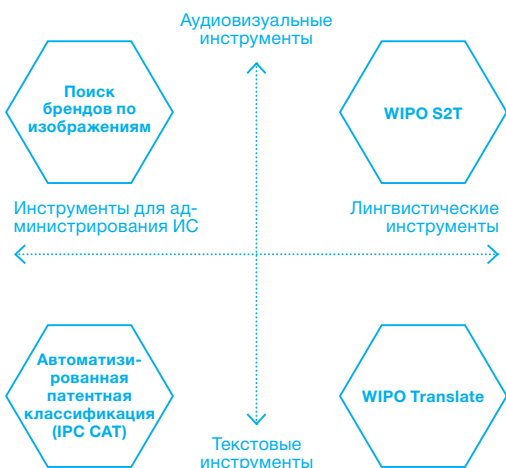 Аудиовизуальные
инструменты
Поиск
брендов по
изображениям
WIPO S2T
Инструменты для ад-
министрирования ИС
Лингвистические
инструменты
Автоматизи-
рованная
патентная
классификация
(IPC CAT)
WIPO Translate
Текстовые
инструменты